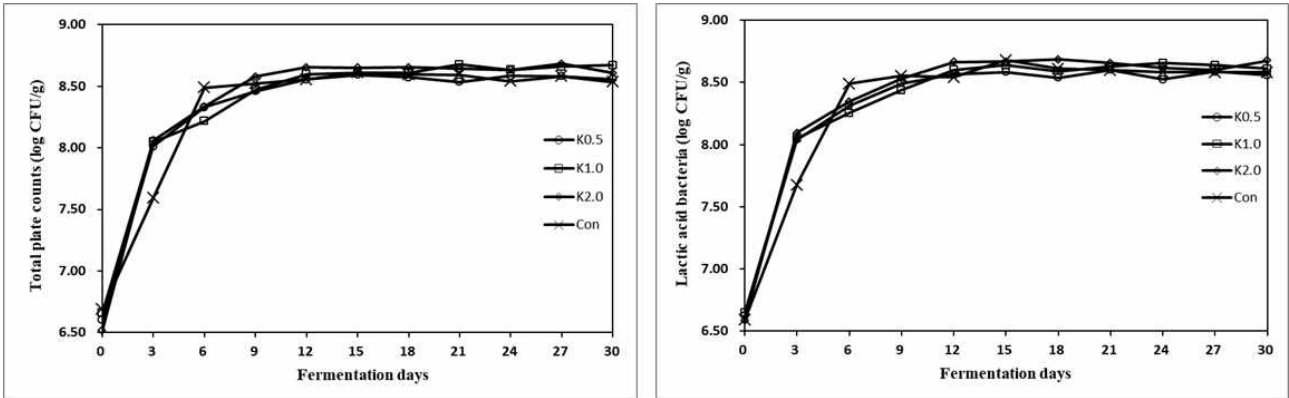 Total plate counts (log CFU/g)
9.00
8.50
8.00
7.50
7.00
6.50
0 3 6 9 12 15 18 21 24 27 30
Fermentation days
K0.5
K1.0
K2.0
Con
Lactic acid bacteria (log CFU/g)
9.00
8.50
8.00
7.50
7.00
6.50
0 3 6 9 12 15 18 21 24 27 30
Fermentation days
K0.5
K1.0
K2.0
Con